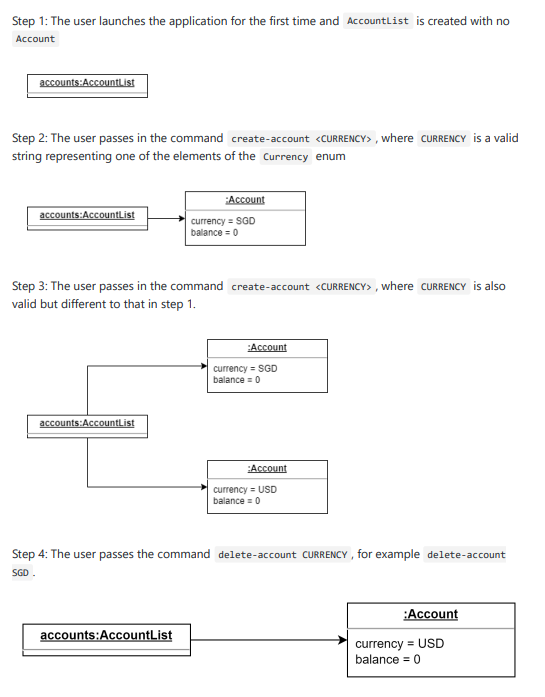 Step 1: The user launches the application for the first time and AccountList is created with no
Account
accounts:AccountList
Step 2: The user passes in the command create-account <CURRENCY> , where CURRENCY is a valid
string representing one of the elements of the Currency enum
:Account
accounts:AccountList
currency = SGD
balance = 0
Step 3: The user passes in the command create-account <CURRENCY> , where CURRENCY is also
valid but different to that in step 1.
:Account
currency = SGD
balance = 0
accounts:AccountList
:Account
currency = USD
balance = 0
Step 4: The user passes the command delete-account CURRENCY , for example delete-account
SGD .
:Account
accounts:AccountList
currency = USD
balance = 0